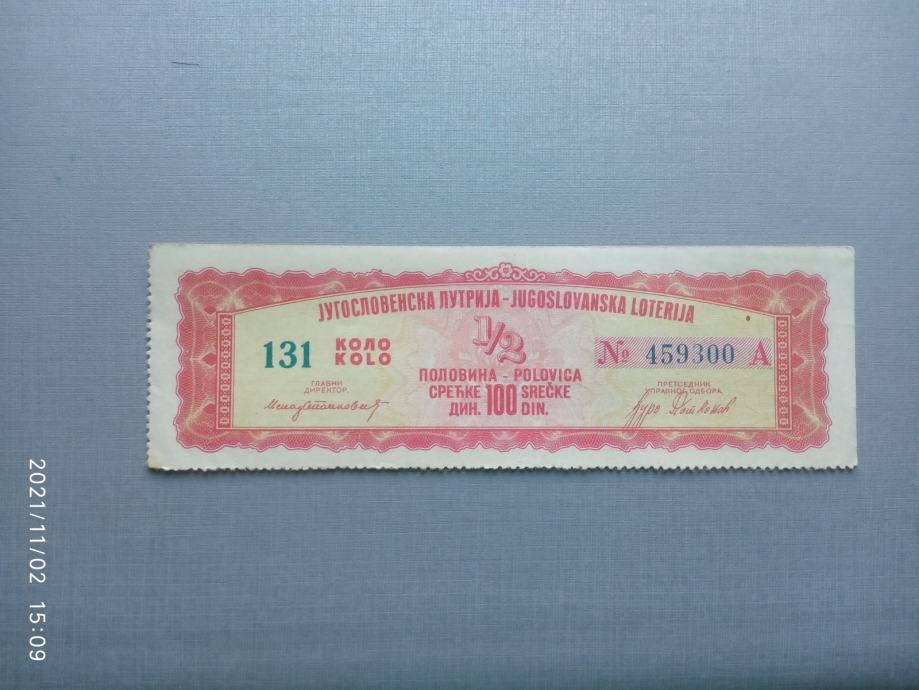 ЈУГОСЛОВЕНСКА ЛУТРИЈА - JUGOSLOVANSKA LOTERIJA
131 КОЛО
KOLO
1/2
№ 459300 A
ПОЛОВИНА - POLOVICA
СРЕЋКЕ 100 SREČKE
ДИН. DIN.
ГЛАВНИ
ДИРЕКТОР
ПРЕТСЕДНИК
УПРАВНОГ ОДБОРА
2021/11/02 15:09